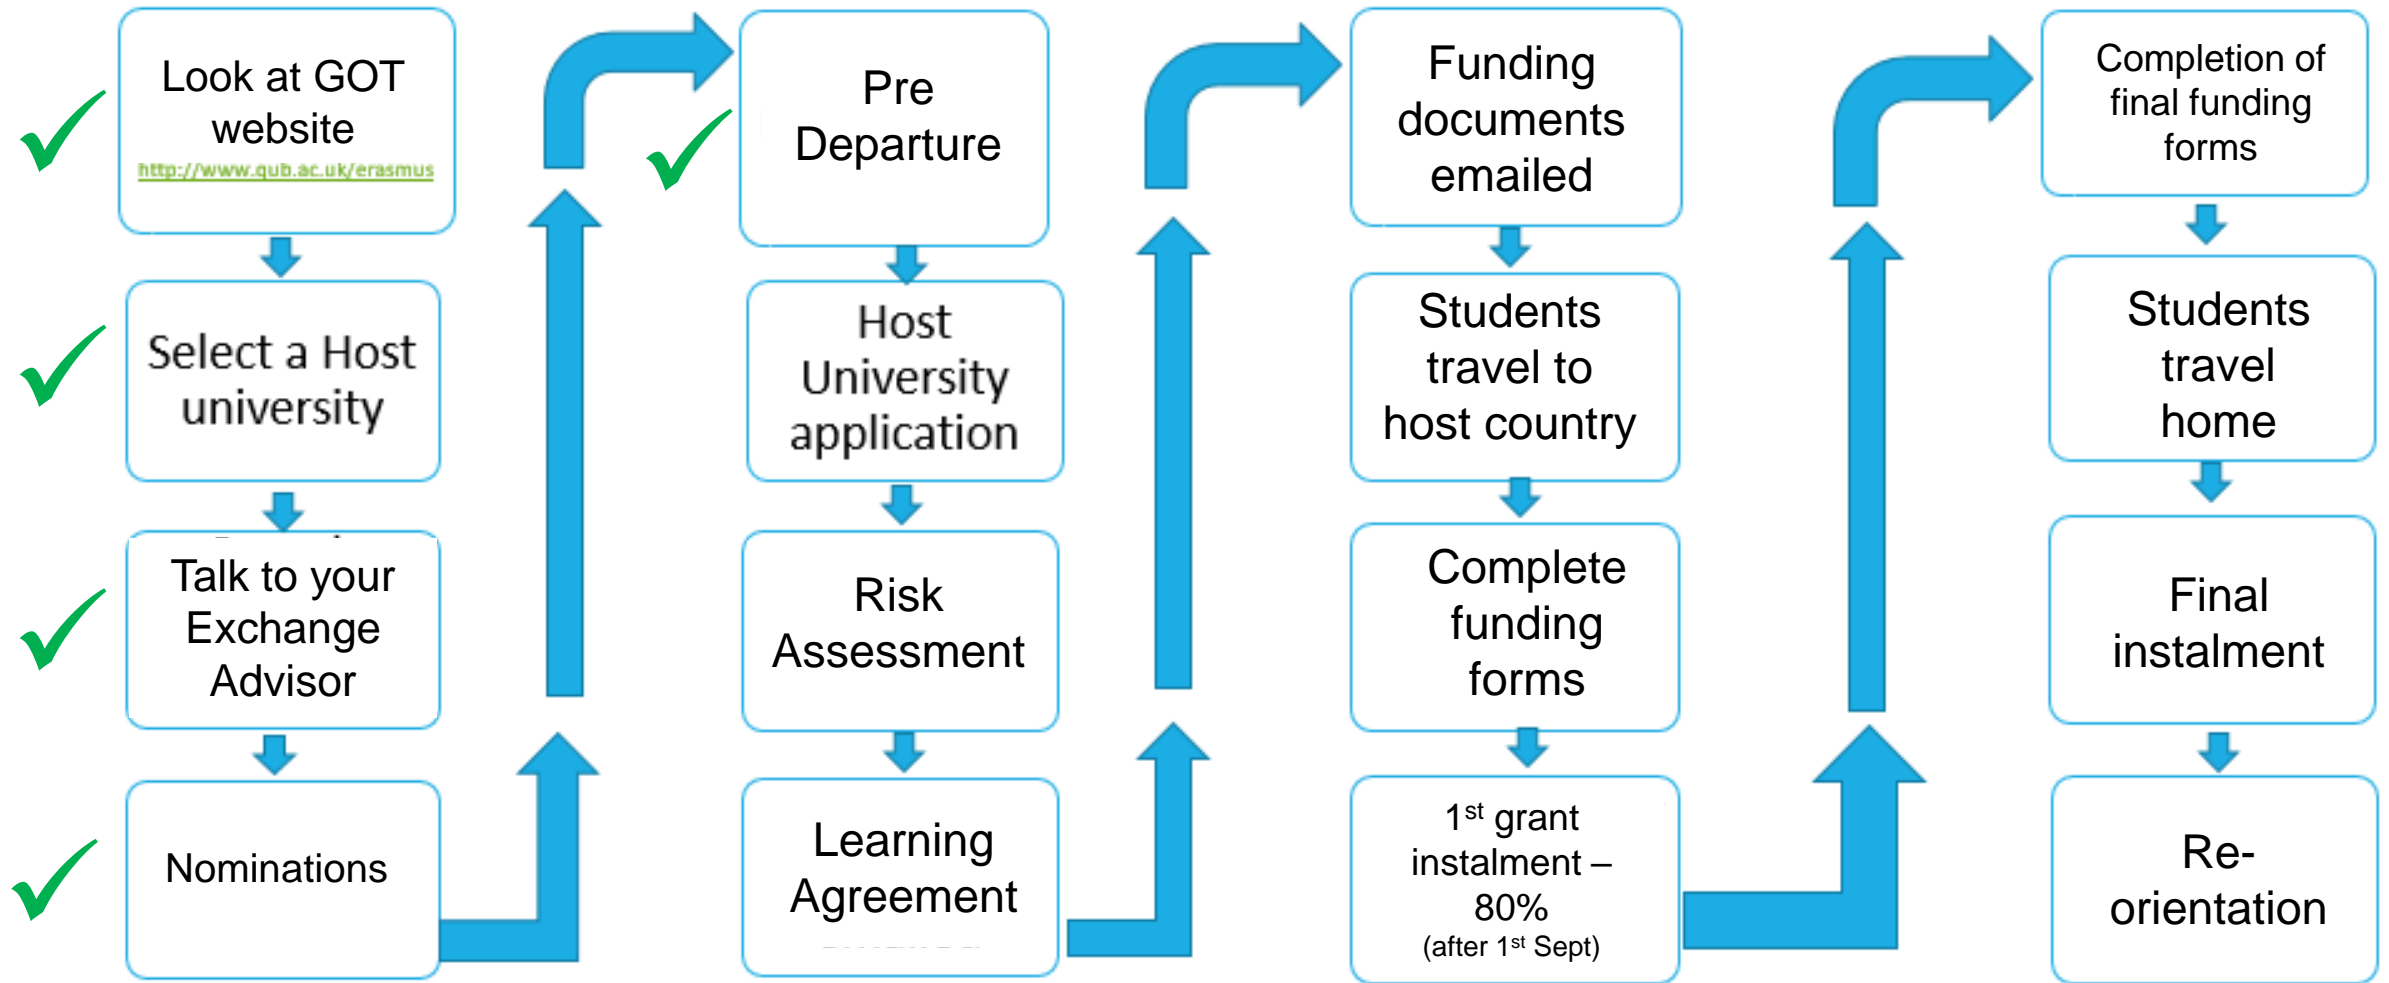 Look at GOT
website
http://www.qub.ac.uk/erasmus
Select a Host
university
Talk to your
Exchange
Advisor
Nominations
Pre
Departure
Host
University
application
Risk
Assessment
Learning
Agreement
Funding
documents
emailed
Students
travel to
host country
Complete
funding
forms
1st grant
instalment –
80%
(after 1st Sept)
Completion of
final funding
forms
Students
travel
home
Final
instalment
Re-
orientation